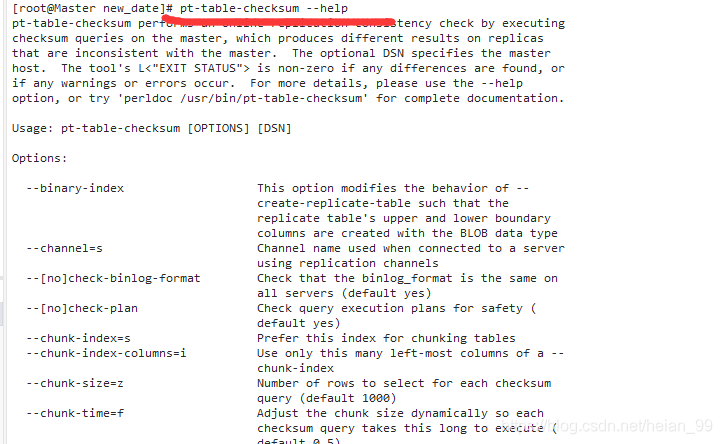 [root@Master new_date]# pt-table-checksum --help
pt-table-checksum performs an online replication consistency check by executing
checksum queries on the master, which produces different results on replicas
that are inconsistent with the master.  The optional DSN specifies the master
host.  The tool's L<"EXIT STATUS"> is non-zero if any differences are found, or
if any warnings or errors occur.  For more details, please use the --help
option, or try 'perldoc /usr/bin/pt-table-checksum' for complete documentation.
Usage: pt-table-checksum [OPTIONS] [DSN]
Options:
--binary-index This option modifies the behavior of --
create-replicate-table such that the
replicate table's upper and lower boundary
columns are created with the BLOB data type
--channel=s Channel name used when connected to a server
using replication channels
--[no]check-binlog-format Check that the binlog_format is the same on
all servers (default yes)
--[no]check-plan Check query execution plans for safety (
default yes)
--chunk-index=s Prefer this index for chunking tables
--chunk-index-columns=i Use only this many left-most columns of a --
chunk-index
--chunk-size=z Number of rows to select for each checksum
query (default 1000)
--chunk-time=f Adjust the chunk size dynamically so each
checksum query takes this long to execute (
default 0.5)
blog.csdn.net/heian_99